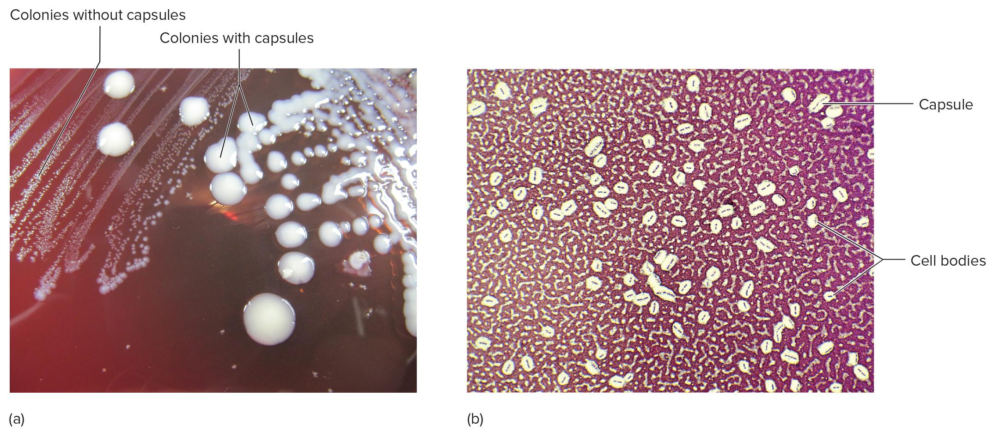 Colonies without capsules
Colonies with capsules
Capsule
Cell bodies
(a)
(b)